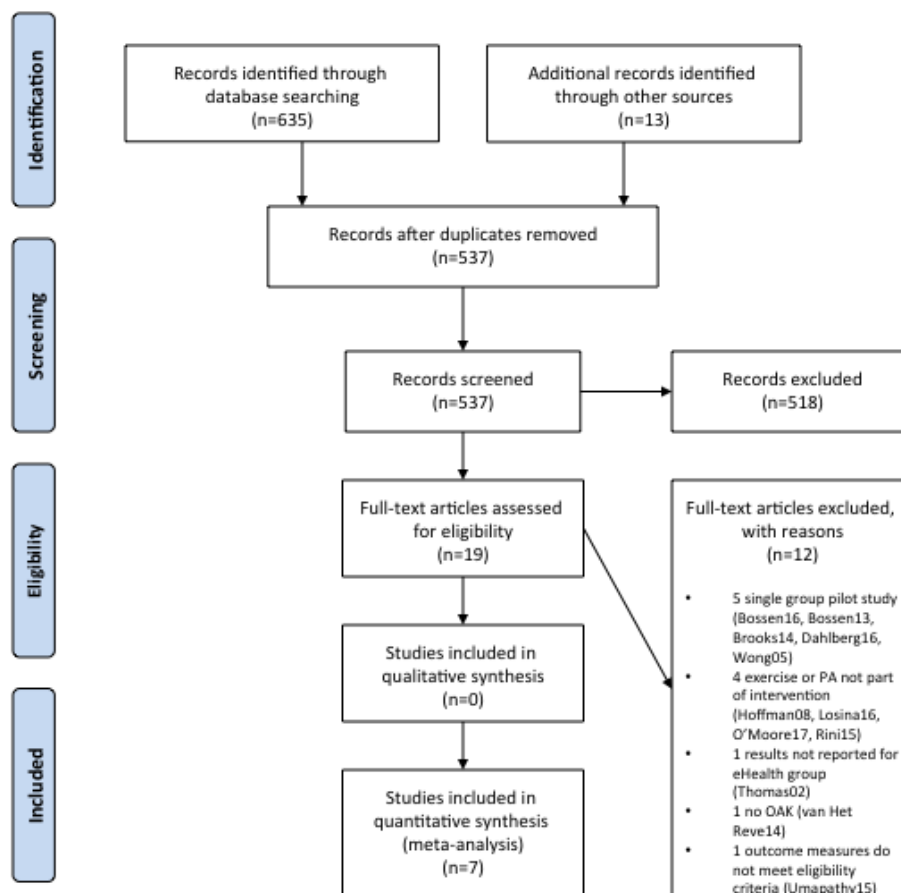 Identification
Records identified through
database searching
(n=635)
Additional records identified
through other sources
(n=13)
Records after duplicates removed
(n=537)
Screening
Records screened
(n=537)
Records excluded
(n=518)
Eligibility
Full-text articles assessed
for eligibility
(n=19)
Full-text articles excluded,
with reasons
(n=12)
• 5 single group pilot study
(Bossen16, Bossen13,
Brooks14, Dahlberg16,
Wong05)
• 4 exercise or PA not part
of intervention
(Hoffman08, Losina16,
O'Moore17, Rini15)
• 1 results not reported for
eHealth group
(Thomas02)
• 1 no OAK (van Het
Reve14)
• 1 outcome measures do
not meet eligibility
criteria (Umapathy15)
Studies included in
qualitative synthesis
(n=0)
Included
Studies included in
quantitative synthesis
(meta-analysis)
(n=7)